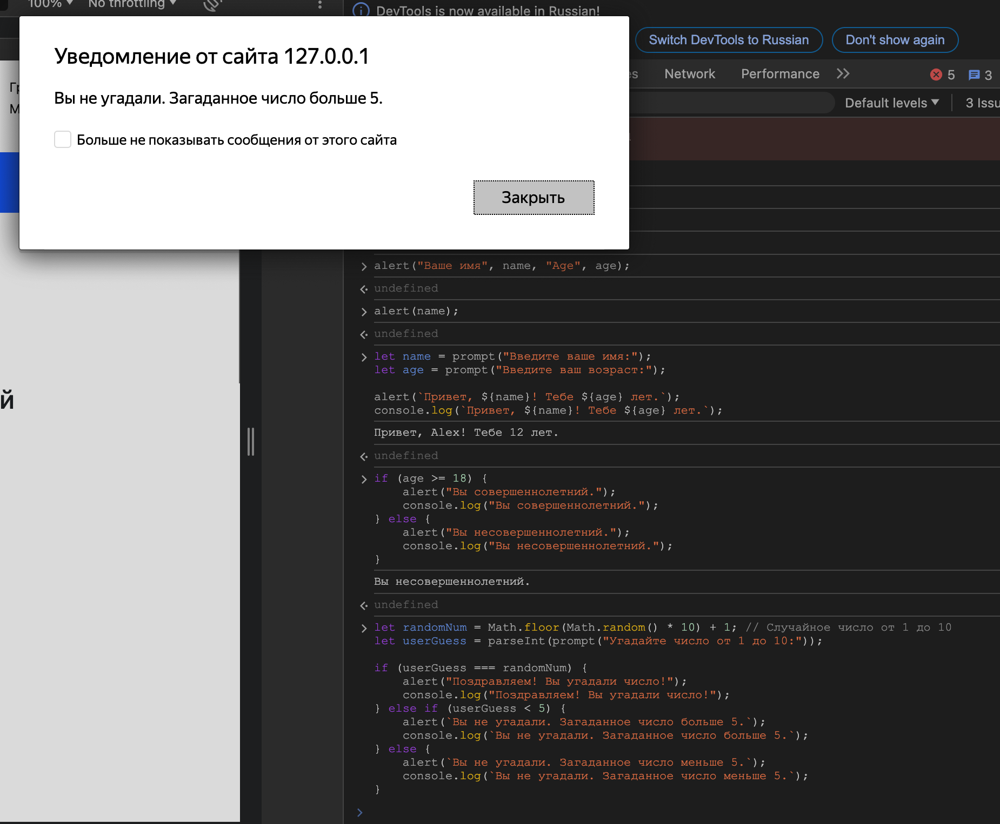 100% ▼ No throttling ▼
DevTools is now available in Russian!
Switch DevTools to Russian
Don't show again
Уведомление от сайта 127.0.0.1
Вы не угадали. Загаданное число больше 5.
Больше не показывать сообщения от этого сайта
Закрыть
Network Performance >> 5 3
Default levels ▼ 3 Issu
й
> alert("Ваше имя", name, "Age", age);
undefined
> alert(name);
undefined
> let name = prompt("Введите ваше имя:");
let age = prompt("Введите ваш возраст:");
alert(`Привет, ${name}! Тебе ${age} лет.`);
console.log(`Привет, ${name}! Тебе ${age} лет.`);
Привет, Alex! Тебе 12 лет.
undefined
> if (age >= 18) {
    alert("Вы совершеннолетний.");
    console.log("Вы совершеннолетний.");
} else {
    alert("Вы несовершеннолетний.");
    console.log("Вы несовершеннолетний.");
}
Вы несовершеннолетний.
undefined
> let randomNum = Math.floor(Math.random() * 10) + 1; // Случайное число от 1 до 10
let userGuess = parseInt(prompt("Угадайте число от 1 до 10:"));
if (userGuess === randomNum) {
    alert("Поздравляем! Вы угадали число!");
    console.log("Поздравляем! Вы угадали число!");
} else if (userGuess < 5) {
    alert(`Вы не угадали. Загаданное число больше 5.`);
    console.log(`Вы не угадали. Загаданное число больше 5.`);
} else {
    alert(`Вы не угадали. Загаданное число меньше 5.`);
    console.log(`Вы не угадали. Загаданное число меньше 5.`);
}
>